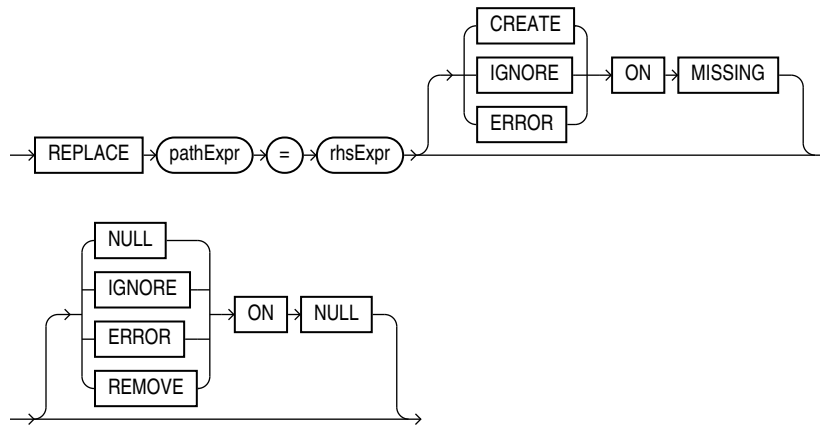 CREATE
IGNORE ON MISSING
ERROR
REPLACE pathExpr = rhsExpr
NULL
IGNORE
ON NULL
ERROR
REMOVE